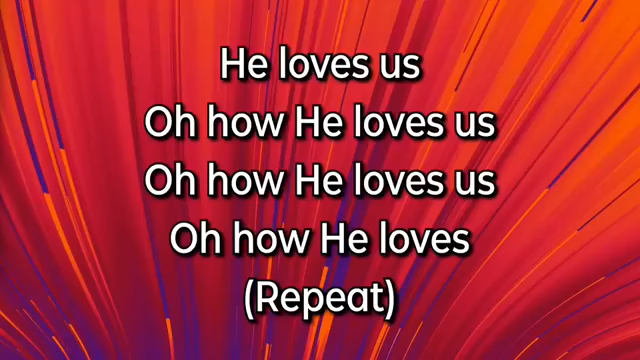 He loves us
Oh how He loves us
Oh how He loves us
Oh how He loves
(Repeat)